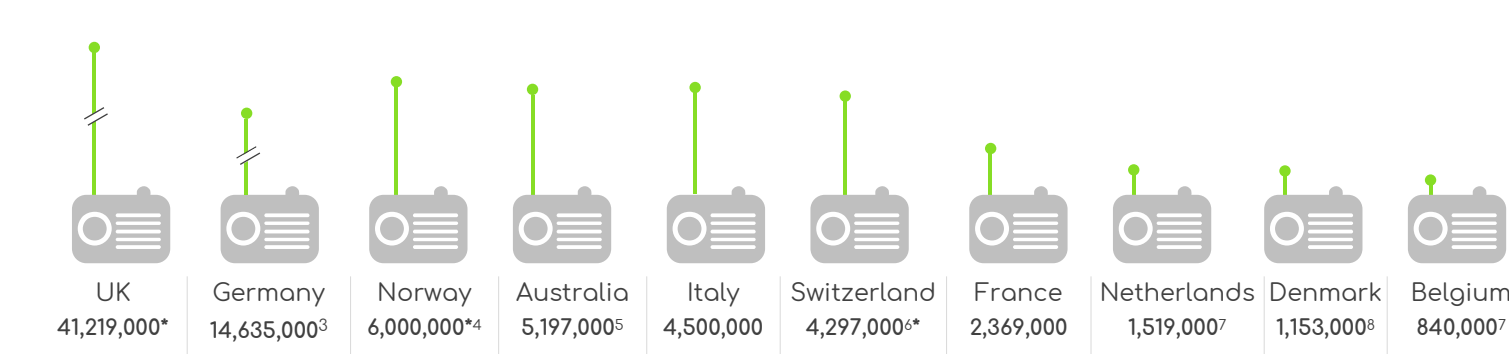 UK Germany Norway Australia Italy Switzerland France Netherlands Denmark Belgium
41,219,000* 14,635,000³ 6,000,000*⁴ 5,197,000⁵ 4,500,000 4,297,000⁶* 2,369,000 1,519,000⁷ 1,153,000⁸ 840,000⁷